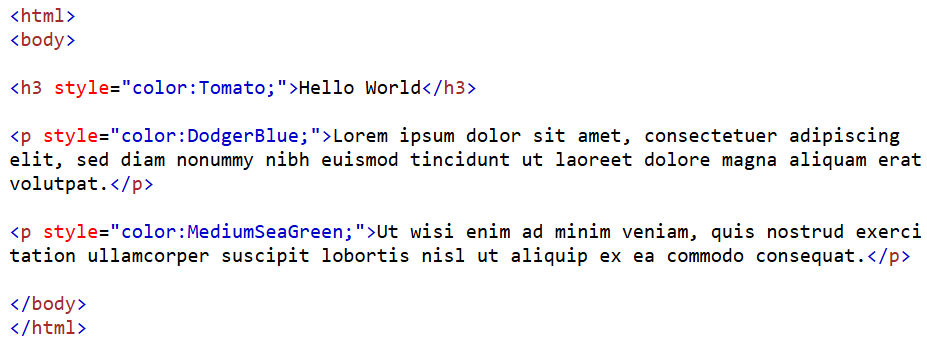 <html>
<body>
<h3 style="color:Tomato;">Hello World</h3>
<p style="color:DodgerBlue;">Lorem ipsum dolor sit amet, consectetuer adipiscing
elit, sed diam nonummy nibh euismod tincidunt ut laoreet dolore magna aliquam erat
volutpat.</p>
<p style="color:MediumSeaGreen;">Ut wisi enim ad minim veniam, quis nostrud exerci
tation ullamcorper suscipit lobortis nisl ut aliquip ex ea commodo consequat.</p>
</body>
</html>